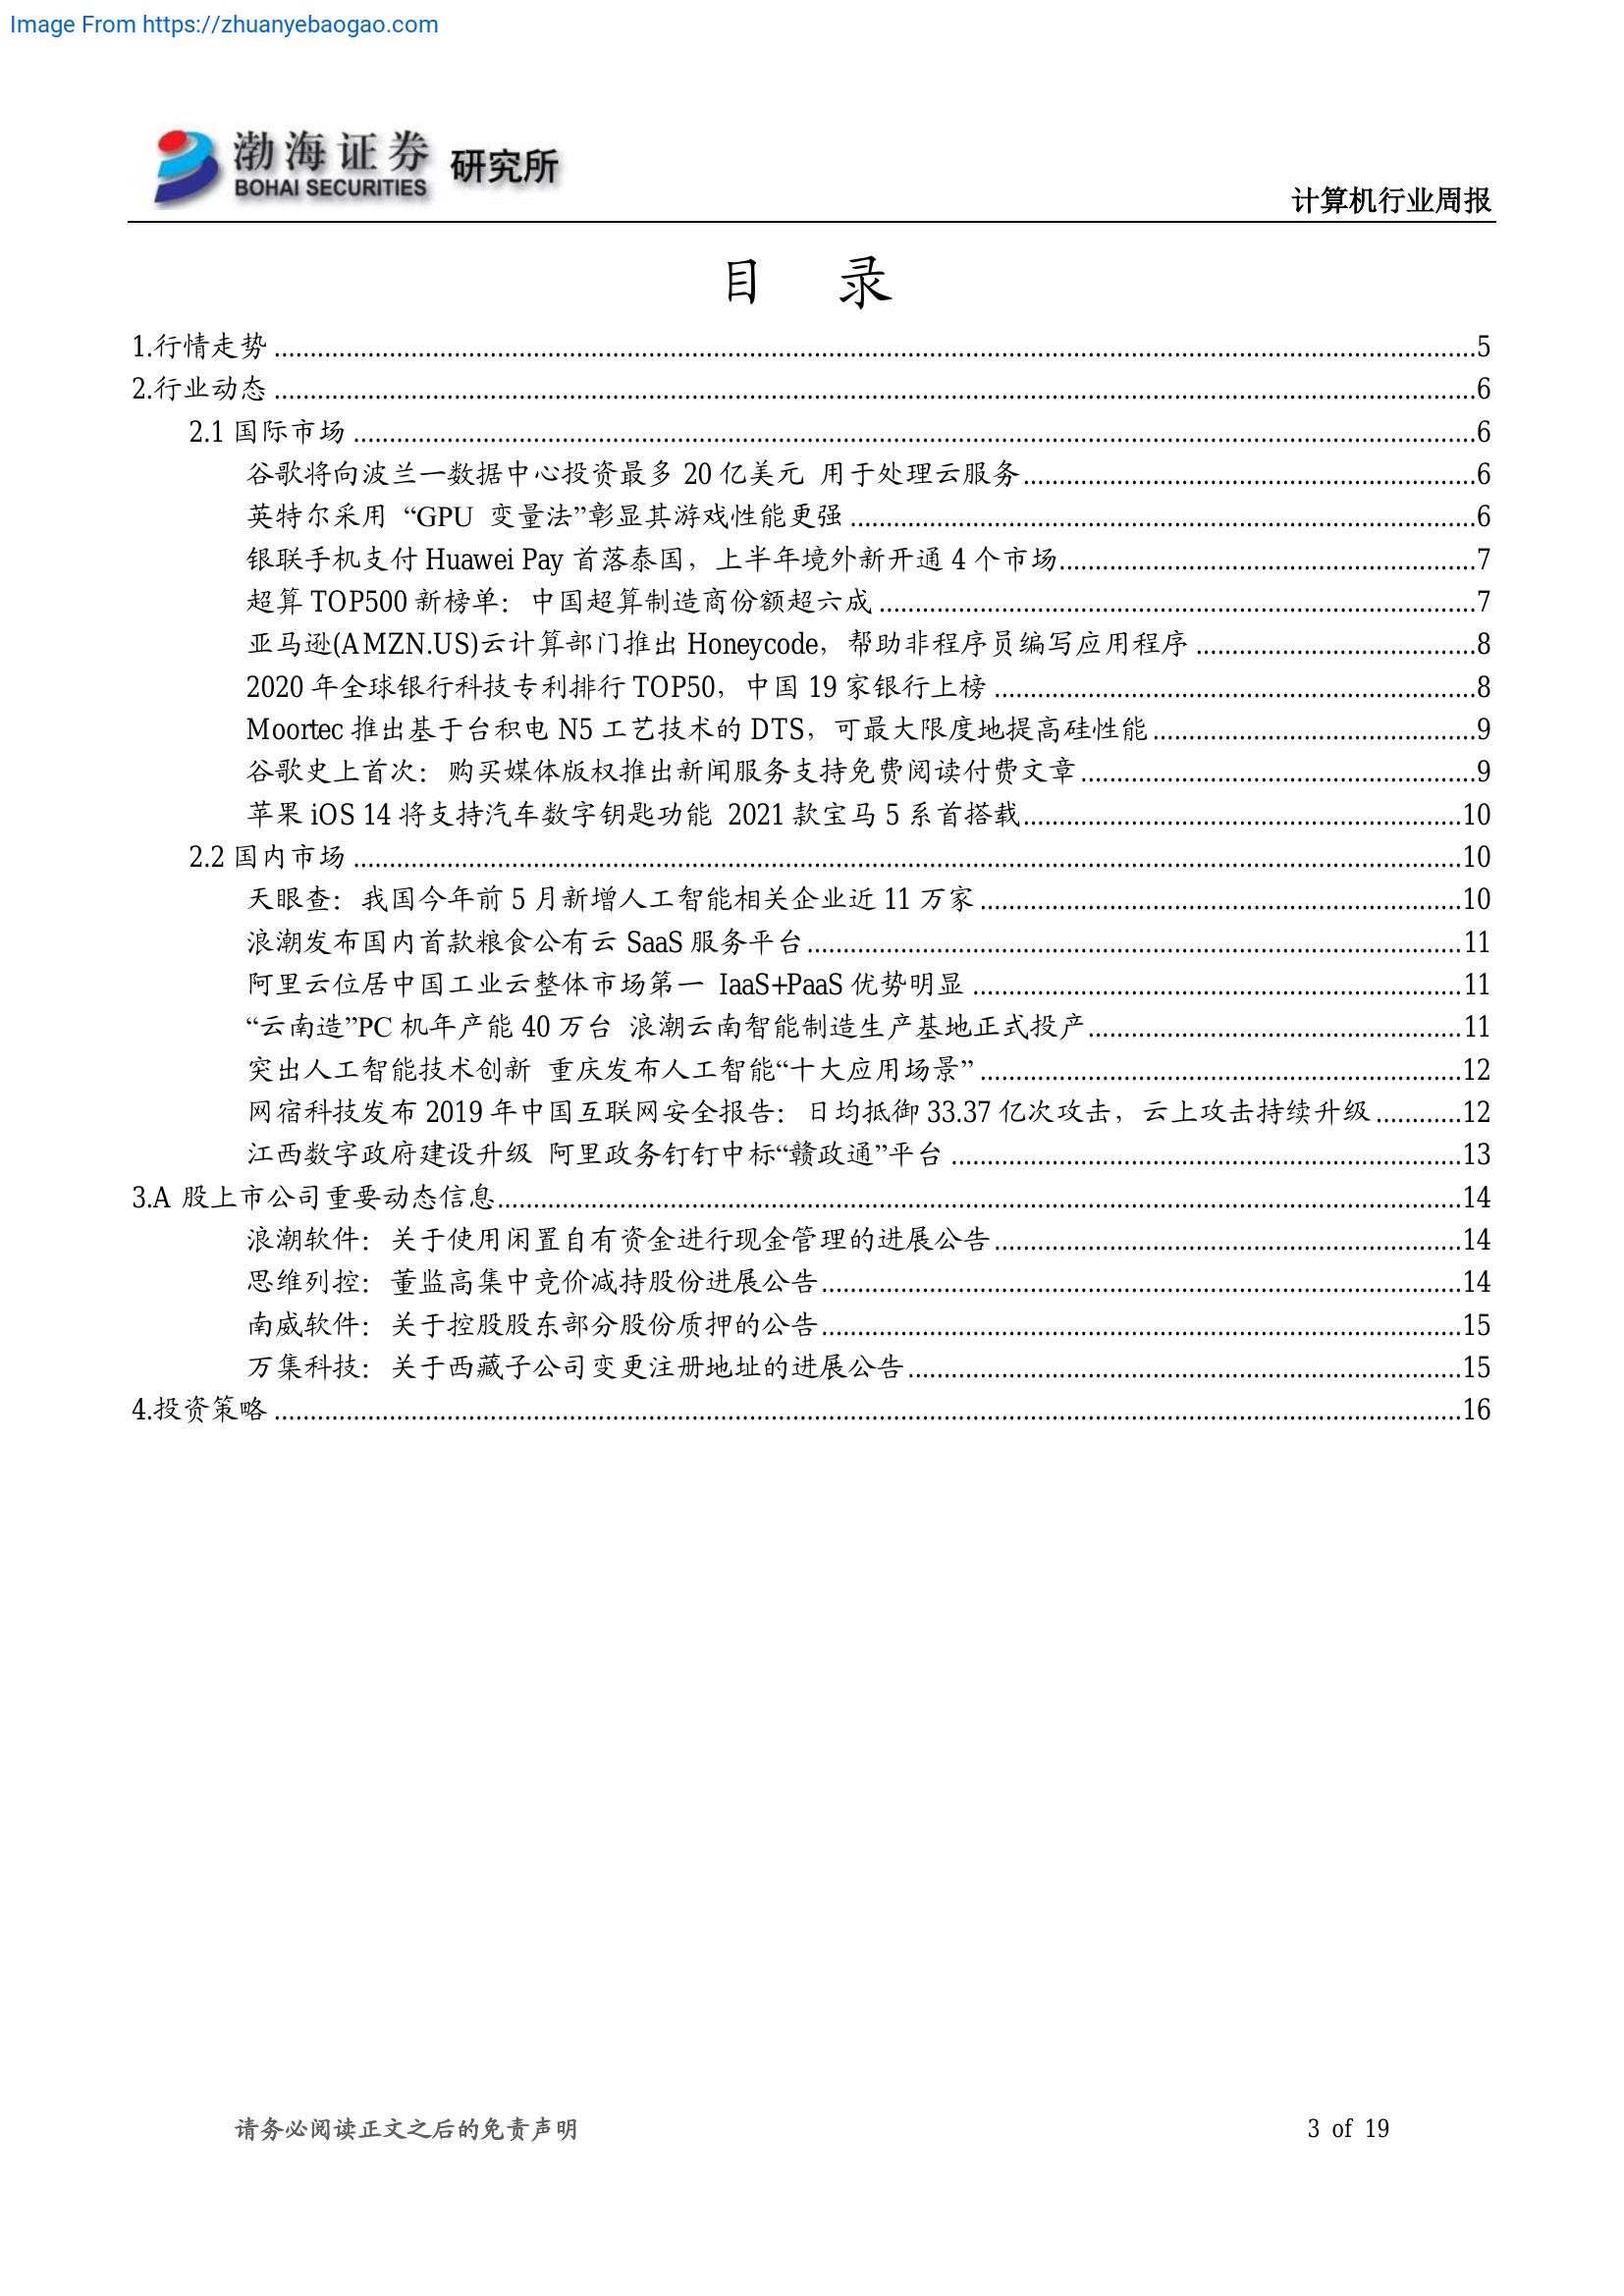 Image From https://zhuanyebaogao.com
渤海证券 研究所
BOHAI SECURITIES
计算机行业周报
目 录
1.行情走势 5
2.行业动态 6
2.1 国际市场 6
谷歌将向波兰一数据中心投资最多 20 亿美元 用于处理云服务 6
英特尔采用 “GPU 变量法”彰显其游戏性能更强 6
银联手机支付 Huawei Pay 首落泰国，上半年境外新开通 4 个市场 7
超算 TOP500 新榜单：中国超算制造商份额超六成 7
亚马逊(AMZN.US)云计算部门推出 Honeycode，帮助非程序员编写应用程序 8
2020 年全球银行科技专利排行 TOP50，中国 19 家银行上榜 8
Moortec 推出基于台积电 N5 工艺技术的 DTS，可最大限度地提高硅性能 9
谷歌史上首次：购买媒体版权推出新闻服务支持免费阅读付费文章 9
苹果 iOS 14 将支持汽车数字钥匙功能 2021 款宝马 5 系首搭载 10
2.2 国内市场 10
天眼查：我国今年前 5 月新增人工智能相关企业近 11 万家 10
浪潮发布国内首款粮食公有云 SaaS 服务平台 11
阿里云位居中国工业云整体市场第一 IaaS+PaaS 优势明显 11
“云南造”PC 机年产能 40 万台 浪潮云南智能制造生产基地正式投产 11
突出人工智能技术创新 重庆发布人工智能“十大应用场景” 12
网宿科技发布 2019 年中国互联网安全报告：日均抵御 33.37 亿次攻击，云上攻击持续升级 12
江西数字政府建设升级 阿里政务钉钉中标“赣政通”平台 13
3.A 股上市公司重要动态信息 14
浪潮软件：关于使用闲置自有资金进行现金管理的进展公告 14
思维列控：董监高集中竞价减持股份进展公告 14
南威软件：关于控股股东部分股份质押的公告 15
万集科技：关于西藏子公司变更注册地址的进展公告 15
4.投资策略 16
请务必阅读正文之后的免责声明 3 of 19